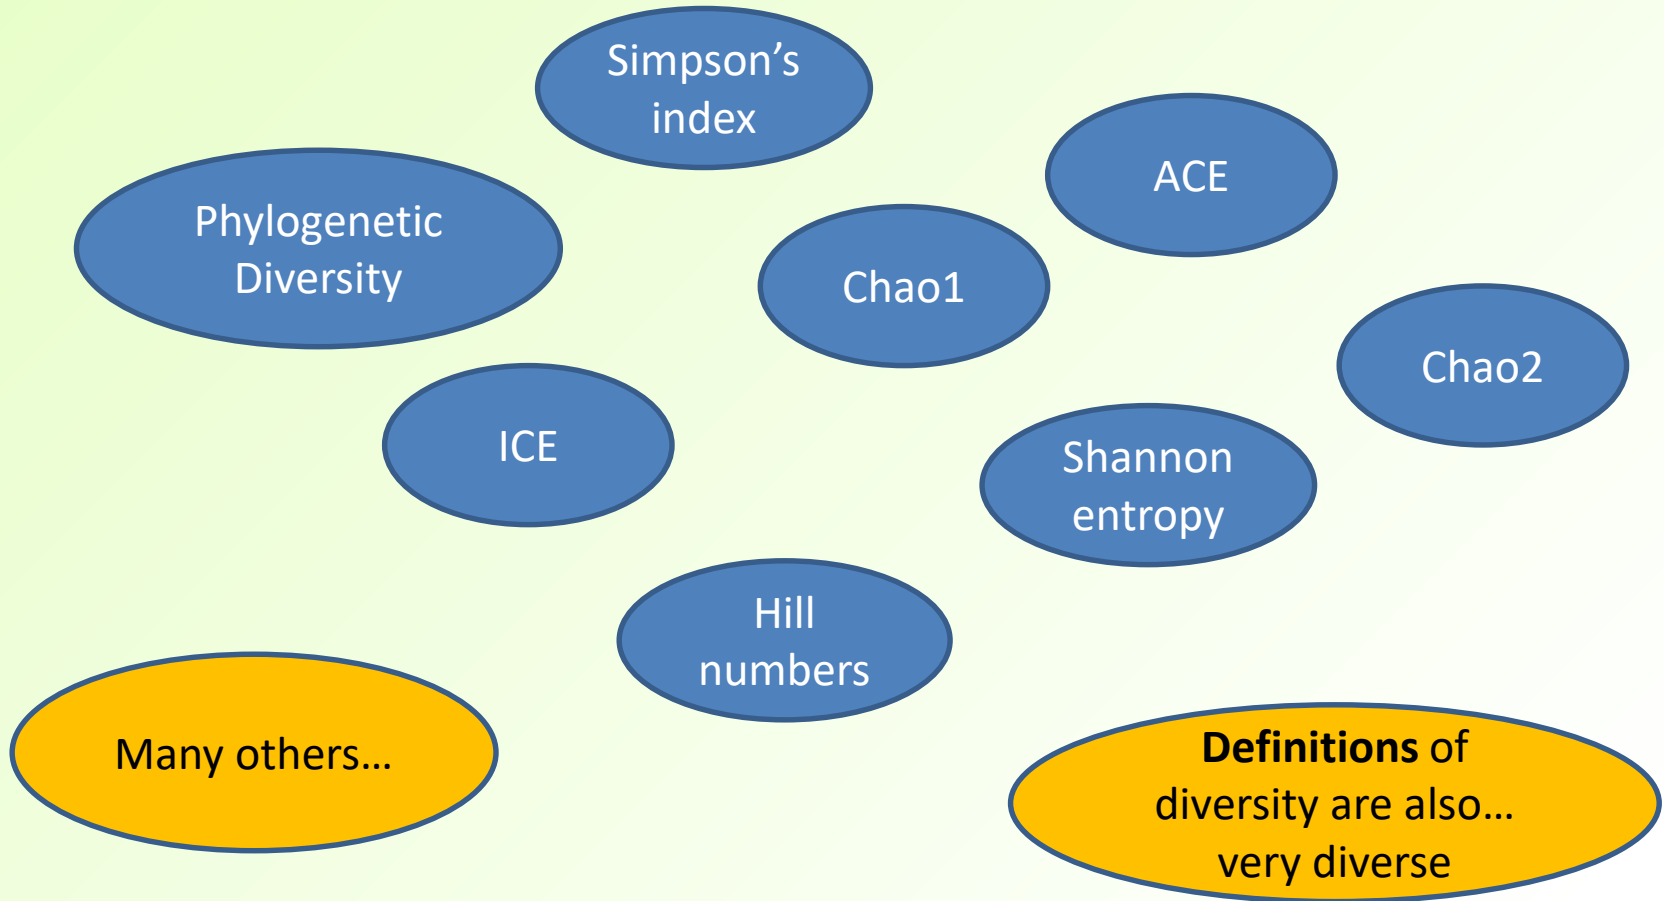 Simpson’s
index
ACE
Phylogenetic
Diversity
Chao1
Chao2
ICE
Shannon
entropy
Hill
numbers
Many others…
Definitions of
diversity are also…
very diverse